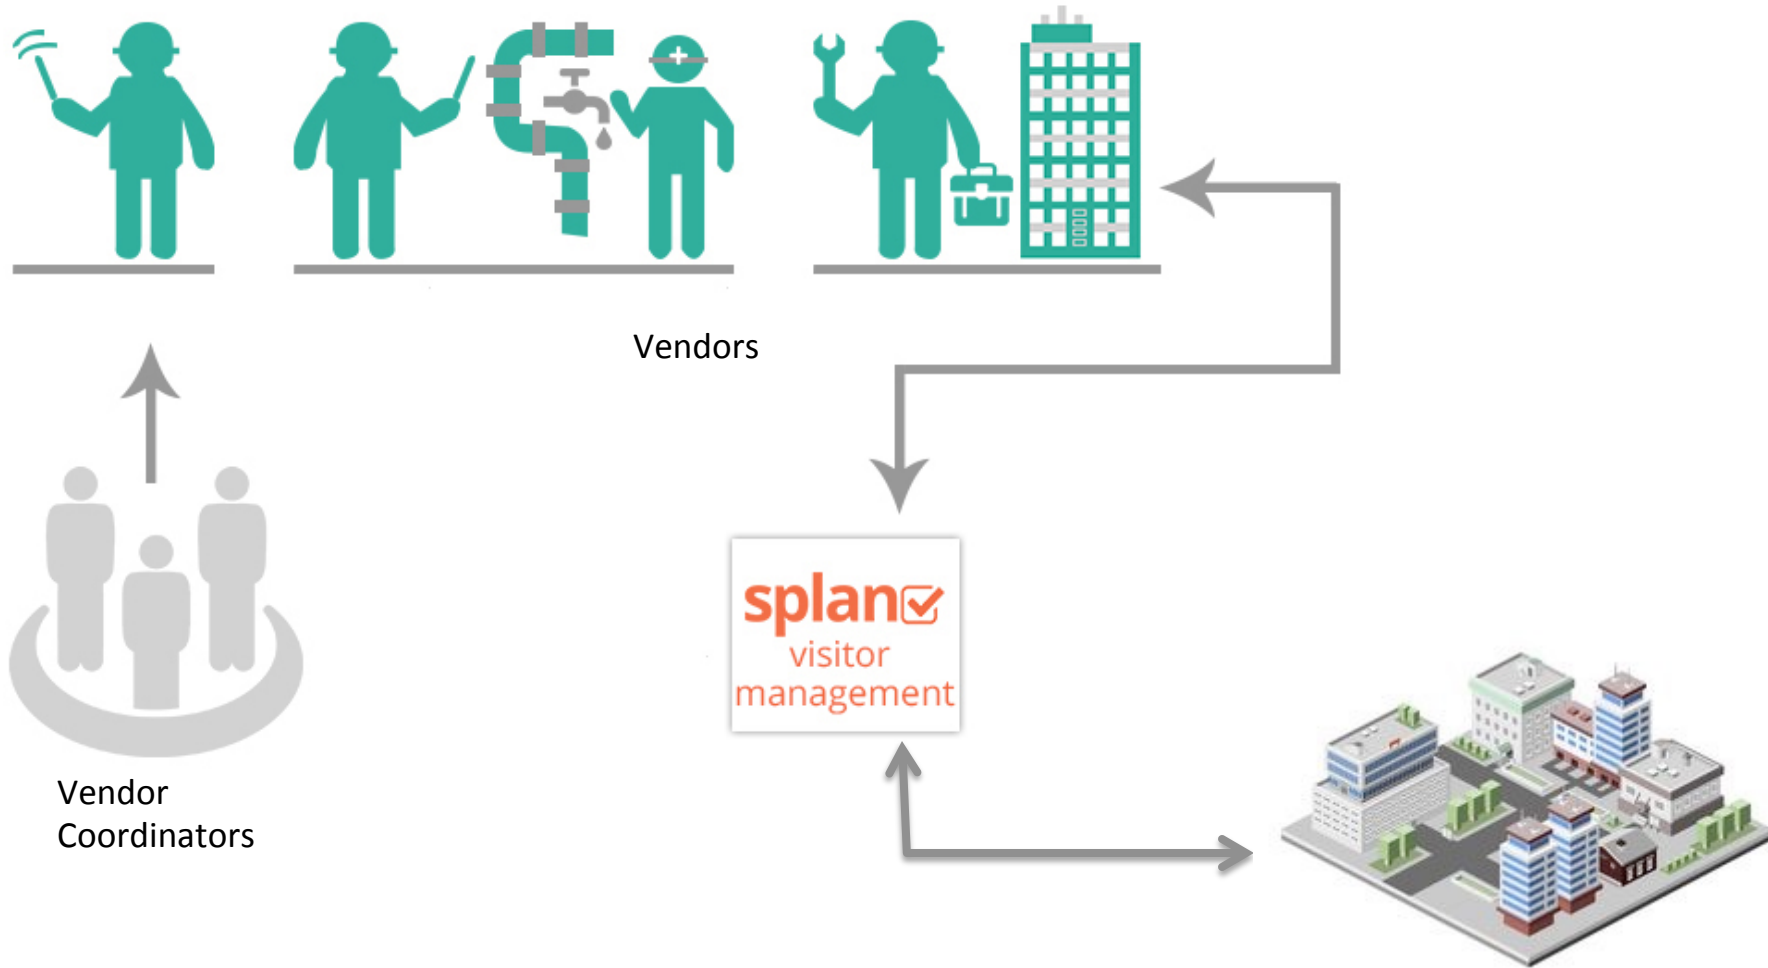 Vendors
splan
visitor
management
Vendor
Coordinators